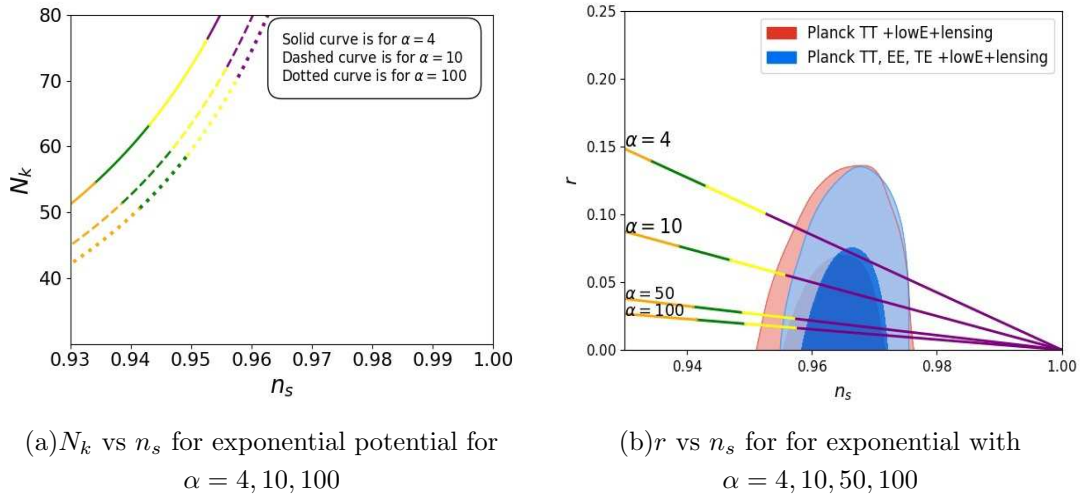 80
70
60
50
40
N_k
0.93 0.94 0.95 0.96 0.97 0.98 0.99 1.00
n_s
Solid curve is for α = 4
Dashed curve is for α = 10
Dotted curve is for α = 100
(a)N_k vs n_s for exponential potential for
α = 4, 10, 100
0.25
0.20
0.15
0.10
0.05
0.00
r
Planck TT +lowE+lensing
Planck TT, EE, TE +lowE+lensing
α = 4
α = 10
α = 50
α = 100
0.94 0.96 0.98 1.00
n_s
(b)r vs n_s for for exponential with
α = 4, 10, 50, 100